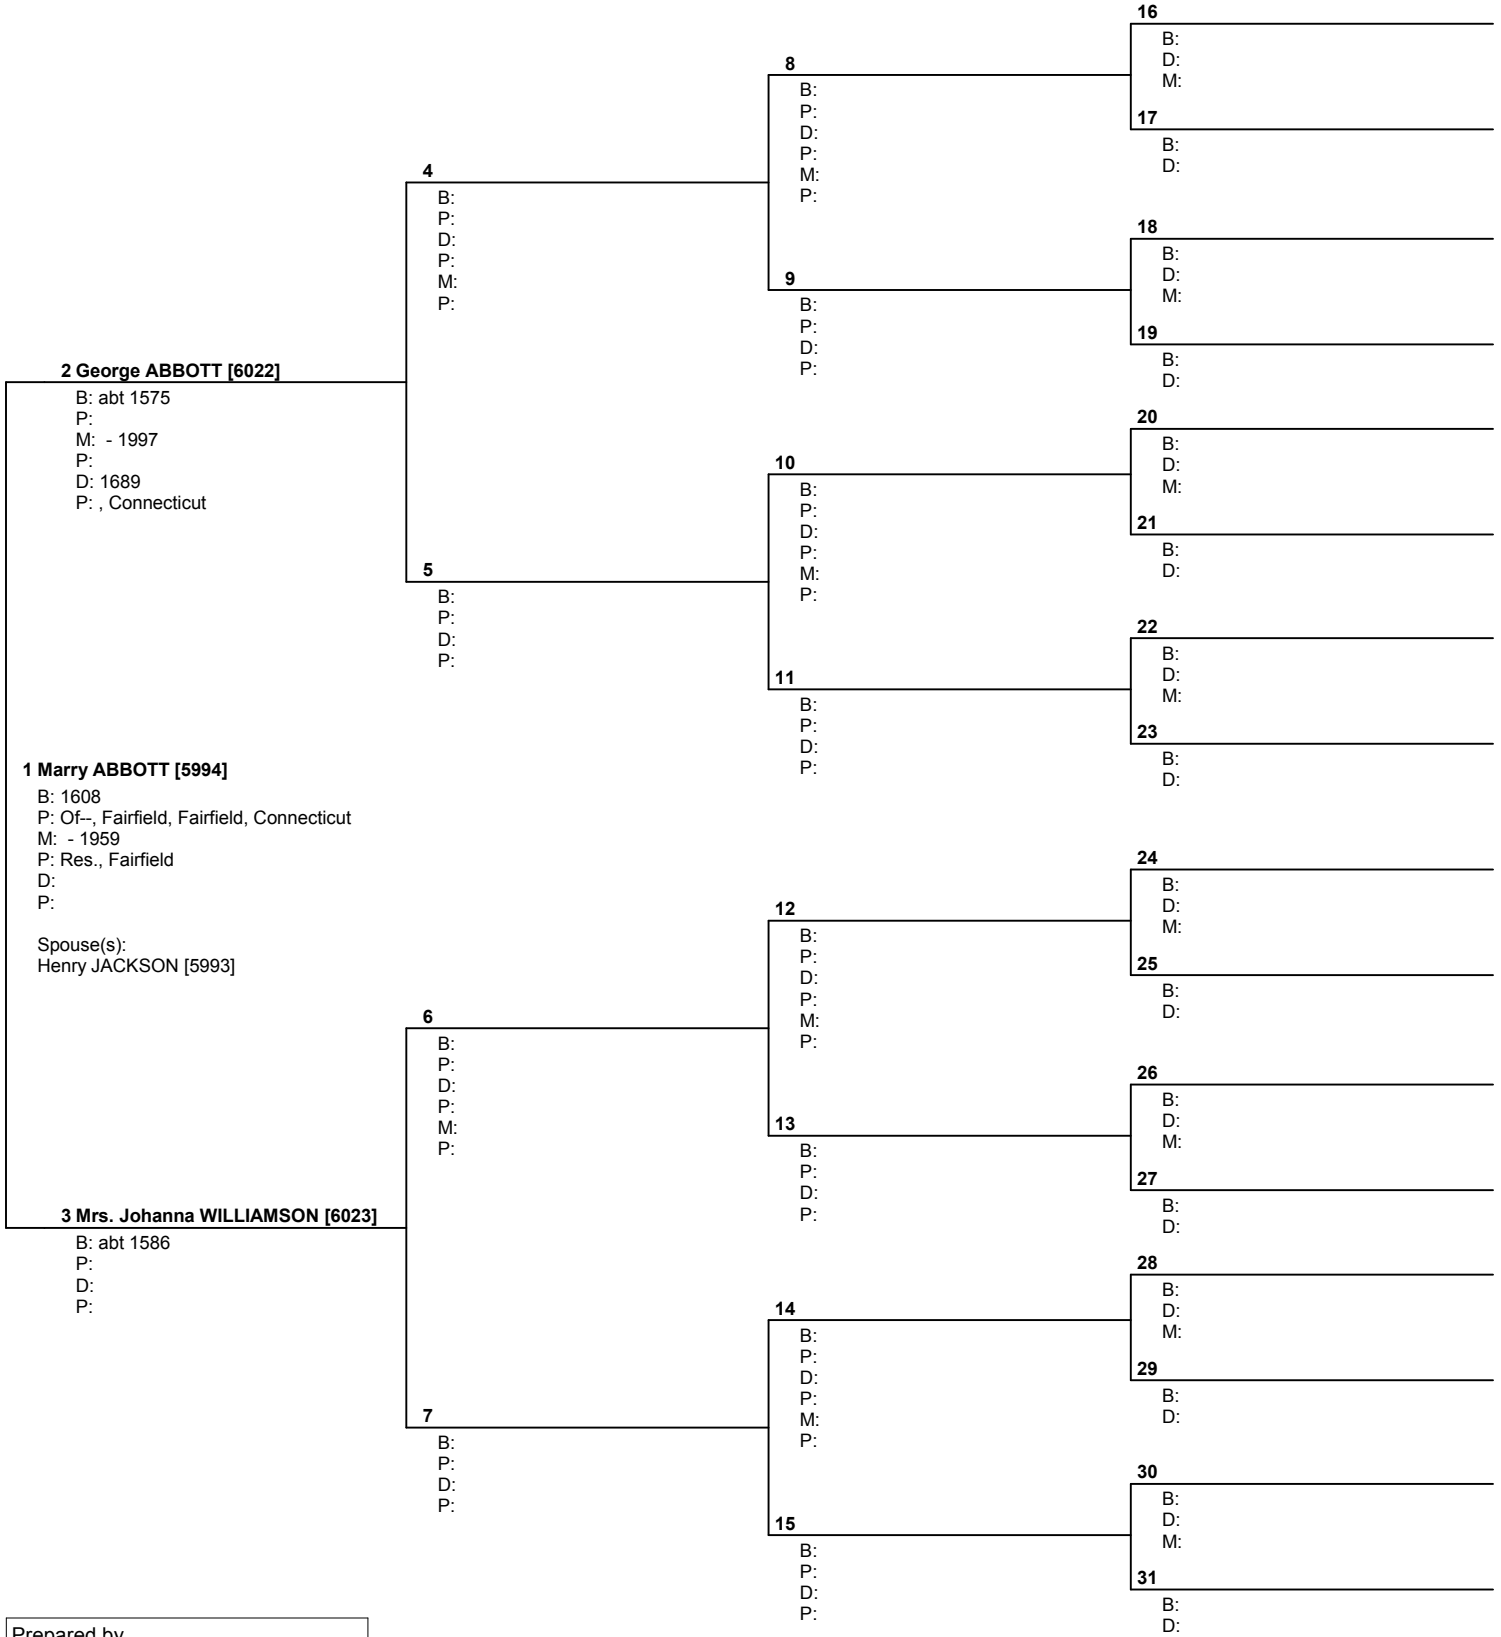 2 George ABBOTT [6022]
B: abt 1575
P:
M:  - 1997
P:
D: 1689
P: , Connecticut
1 Marry ABBOTT [5994]
B: 1608
P: Of--, Fairfield, Fairfield, Connecticut
M:  - 1959
P: Res., Fairfield
D:
P:
Spouse(s):
Henry JACKSON [5993]
3 Mrs. Johanna WILLIAMSON [6023]
B: abt 1586
P:
D:
P:
4
B:
P:
D:
P:
M:
P:
5
B:
P:
D:
P:
6
B:
P:
D:
P:
M:
P:
7
B:
P:
D:
P:
8
B:
P:
D:
P:
M:
P:
9
B:
P:
D:
P:
10
B:
P:
D:
P:
M:
P:
11
B:
P:
D:
P:
12
B:
P:
D:
P:
M:
P:
13
B:
P:
D:
P:
14
B:
P:
D:
P:
M:
P:
15
B:
P:
D:
P:
16
B:
D:
M:
17
B:
D:
18
B:
D:
M:
19
B:
D:
20
B:
D:
M:
21
B:
D:
22
B:
D:
M:
23
B:
D:
24
B:
D:
M:
25
B:
D:
26
B:
D:
M:
27
B:
D:
28
B:
D:
M:
29
B:
D:
30
B:
D:
M:
31
B:
D:
Prepared by